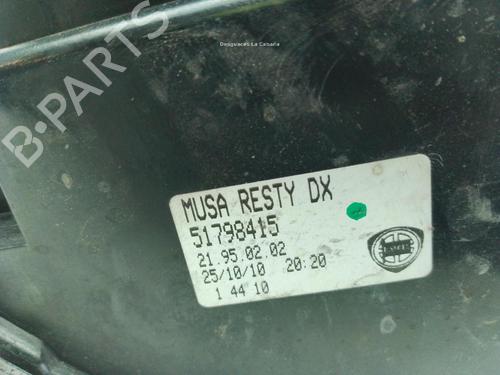 Desguaces La Cabaña
B-PARTS
MUSA RESTY DX
51798415
21.95.02.02
25/10/10 20:20
1 44 10
LANCIA